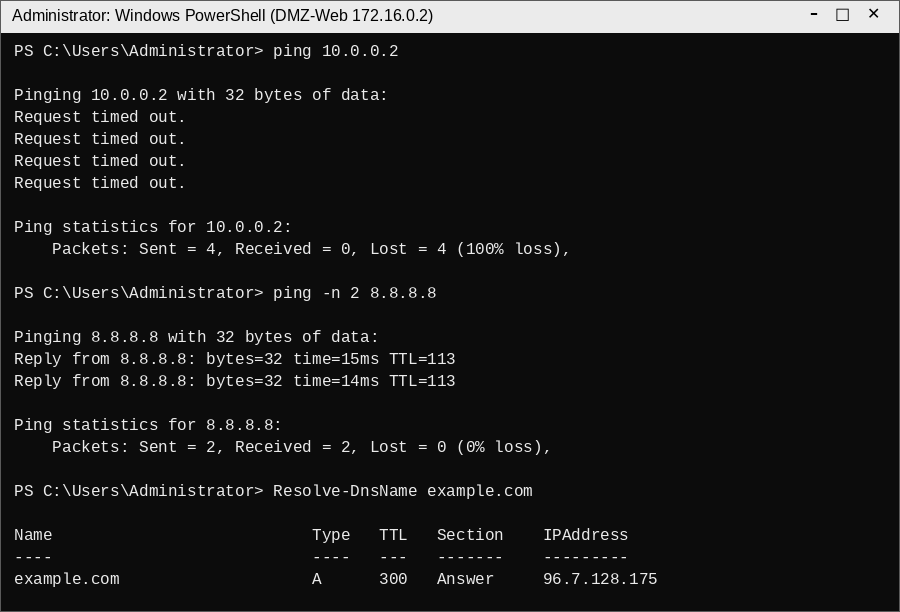 Administrator: Windows PowerShell (DMZ-Web 172.16.0.2)
PS C:\Users\Administrator> ping 10.0.0.2
Pinging 10.0.0.2 with 32 bytes of data:
Request timed out.
Request timed out.
Request timed out.
Request timed out.
Ping statistics for 10.0.0.2:
    Packets: Sent = 4, Received = 0, Lost = 4 (100% loss),
PS C:\Users\Administrator> ping -n 2 8.8.8.8
Pinging 8.8.8.8 with 32 bytes of data:
Reply from 8.8.8.8: bytes=32 time=15ms TTL=113
Reply from 8.8.8.8: bytes=32 time=14ms TTL=113
Ping statistics for 8.8.8.8:
    Packets: Sent = 2, Received = 2, Lost = 0 (0% loss),
PS C:\Users\Administrator> Resolve-DnsName example.com
Name                           Type   TTL   Section    IPAddress
----                           ----   ---   -------    ---------
example.com                    A      300   Answer     96.7.128.175